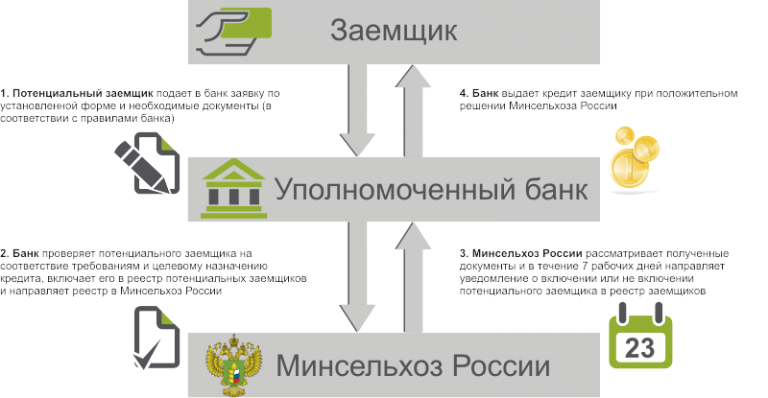 Заемщик
1. Потенциальный заемщик подает в банк заявку по
установленной форме и необходимые документы (в
соответствии с правилами банка)
4. Банк выдает кредит заемщику при положительном
решении Минсельхоза России
Уполномоченный банк
2. Банк проверяет потенциального заемщика на
соответствие требованиям и целевому назначению
кредита, включает его в реестр потенциальных заемщиков
и направляет реестр в Минсельхоз России
3. Минсельхоз России рассматривает полученные
документы и в течение 7 рабочих дней направляет
уведомление о включении или не включении
потенциального заемщика в реестр заемщиков
23
Минсельхоз России